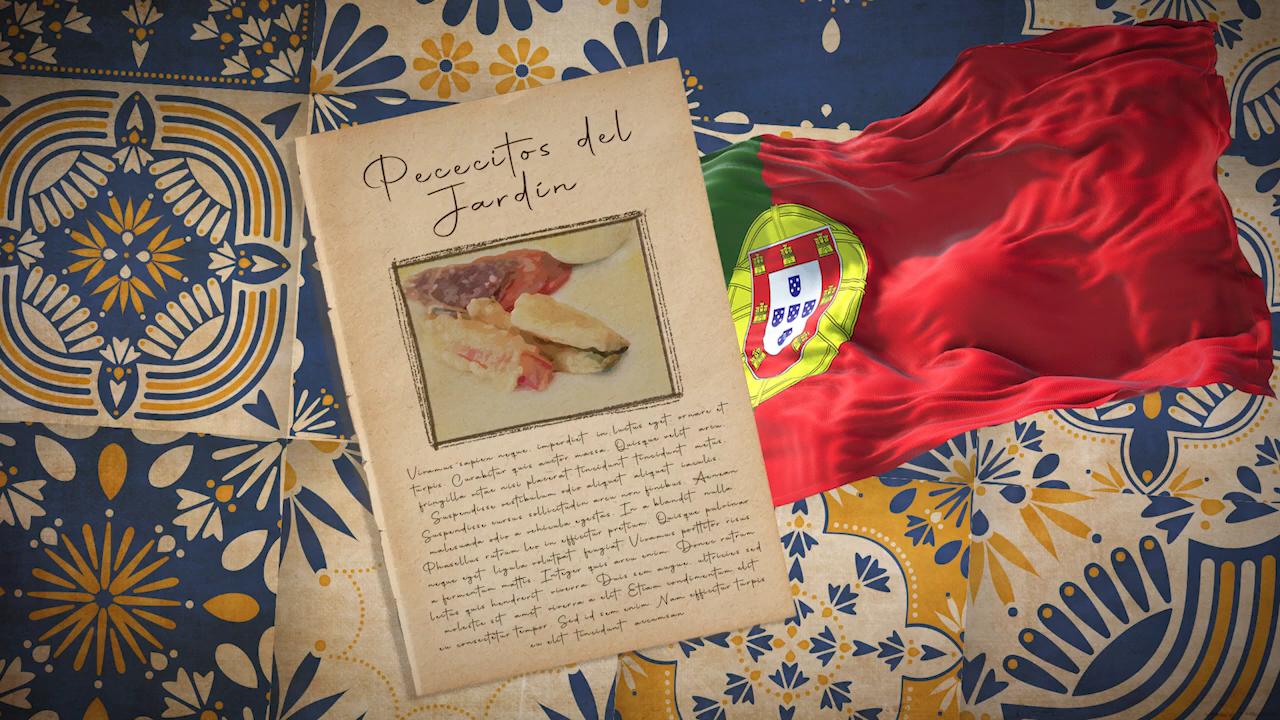 Pececitos del
Jardín
Vivamus sapien neque, imperdiet in luctus eget, ornare et
turpis. Curabitur quis auctor massa. Quisque velit arcu,
fringilla vitae nisi placerat tincidunt tincidunt metus.
Suspendisse vestibulum odio aliquet aliquet iaculis.
Suspendisse cursus sollicitudin arcu non finibus. Aenean
malesuada odio a vehicula egestas. In a blandit nulla
Phasellus rutrum leo in efficitur pretium. Quisque pulvinar
neque eget ligula volutpat feugiat Vivamus porttitor risus
a fermentum mattis. Integer quis arcu enim. Donec rutrum
lectus quis hendrerit viverra. Duis sem augue, ultricies sed
molestie sit amet viverra a elit Etiam condimentum elit
eu consectetur tempor. Sed id sem enim. Nam efficitur turpis
eu elit tincidunt accumsan